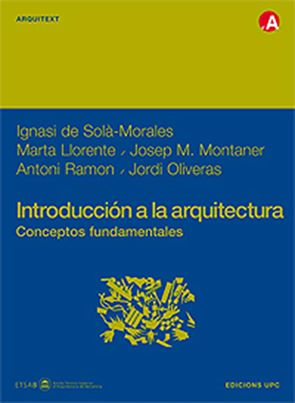 ARQUITEXT
A
Ignasi de Solà-Morales
Marta Llorente / Josep M. Montaner
Antoni Ramon / Jordi Oliveras
Introducción a la arquitectura
Conceptos fundamentales
ETSAB
EDICIONS UPC